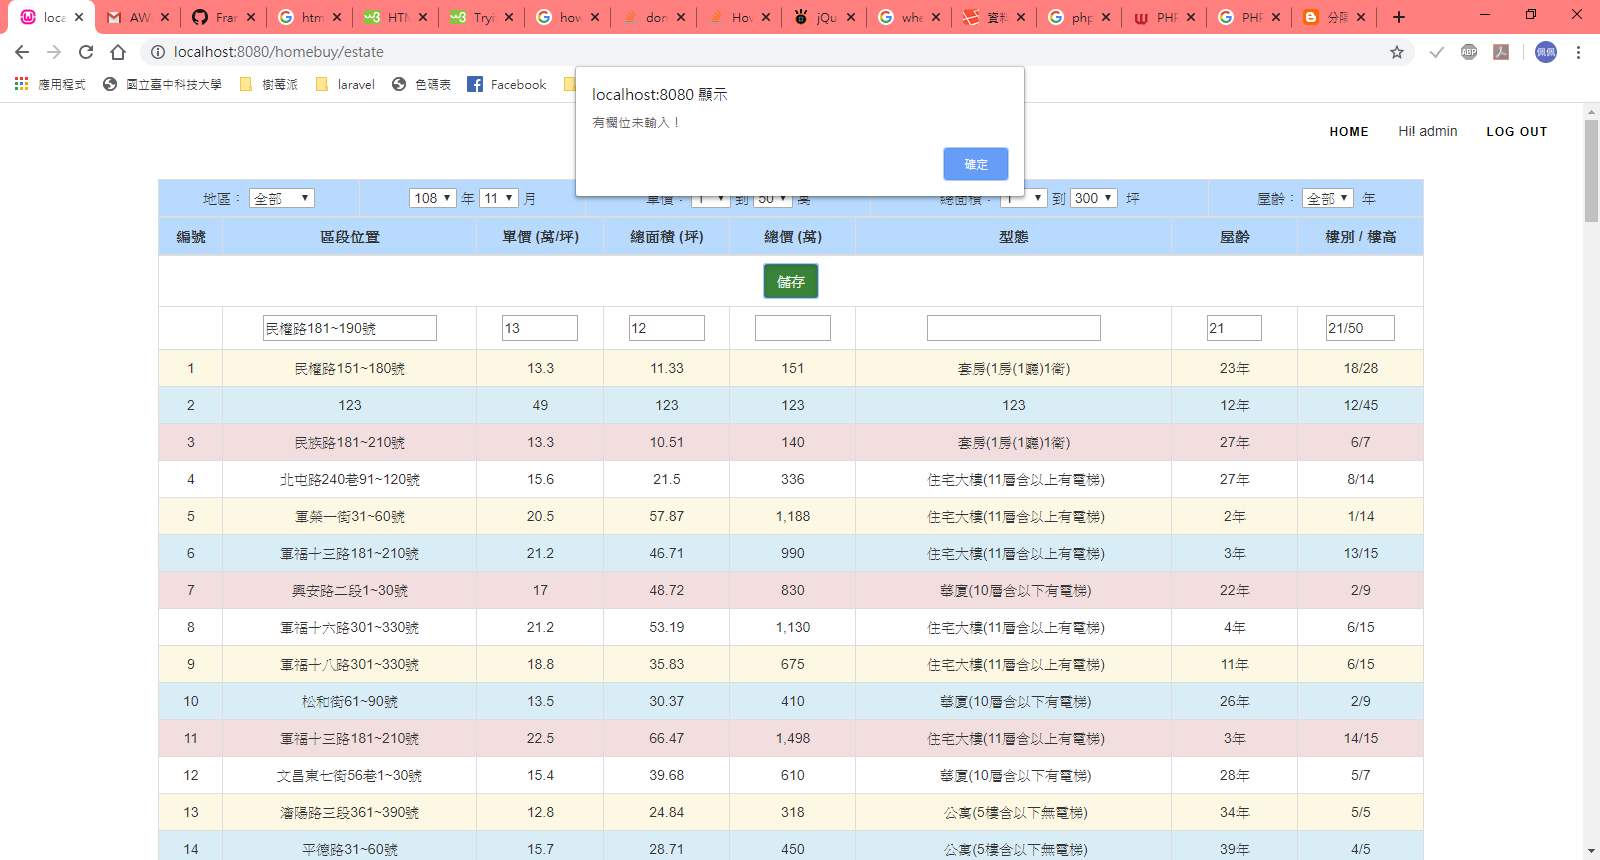 loca AW Fran htm HTM Tryi how don How jQu whe 資料 php PHP PHP 分隔
localhost:8080/homebuy/estate
應用程式 國立臺中科技大學 樹莓派 laravel 色碼表 Facebook
localhost:8080 顯示
有欄位未輸入！
確定
HOME Hi! admin LOG OUT
地區： 全部 108 年 11 月 單價： 1 到 50 萬 總面積： 1 到 300 坪 屋齡： 全部 年
編號 區段位置 單價 (萬/坪) 總面積 (坪) 總價 (萬) 型態 屋齡 樓別 / 樓高
儲存
民權路181~190號 13 12 21 21/50
1 民權路151~180號 13.3 11.33 151 套房(1房(1廳)1衛) 23年 18/28
2 123 49 123 123 123 12年 12/45
3 民族路181~210號 13.3 10.51 140 套房(1房(1廳)1衛) 27年 6/7
4 北屯路240巷91~120號 15.6 21.5 336 住宅大樓(11層含以上有電梯) 27年 8/14
5 軍榮一街31~60號 20.5 57.87 1,188 住宅大樓(11層含以上有電梯) 2年 1/14
6 軍福十三路181~210號 21.2 46.71 990 住宅大樓(11層含以上有電梯) 3年 13/15
7 興安路二段1~30號 17 48.72 830 華廈(10層含以下有電梯) 22年 2/9
8 軍福十六路301~330號 21.2 53.19 1,130 住宅大樓(11層含以上有電梯) 4年 6/15
9 軍福十八路301~330號 18.8 35.83 675 住宅大樓(11層含以上有電梯) 11年 6/15
10 松和街61~90號 13.5 30.37 410 華廈(10層含以下有電梯) 26年 2/9
11 軍福十三路181~210號 22.5 66.47 1,498 住宅大樓(11層含以上有電梯) 3年 14/15
12 文昌東七街56巷1~30號 15.4 39.68 610 華廈(10層含以下有電梯) 28年 5/7
13 瀋陽路三段361~390號 12.8 24.84 318 公寓(5樓含以下無電梯) 34年 5/5
14 平德路31~60號 15.7 28.71 450 公寓(5樓含以下無電梯) 39年 4/5